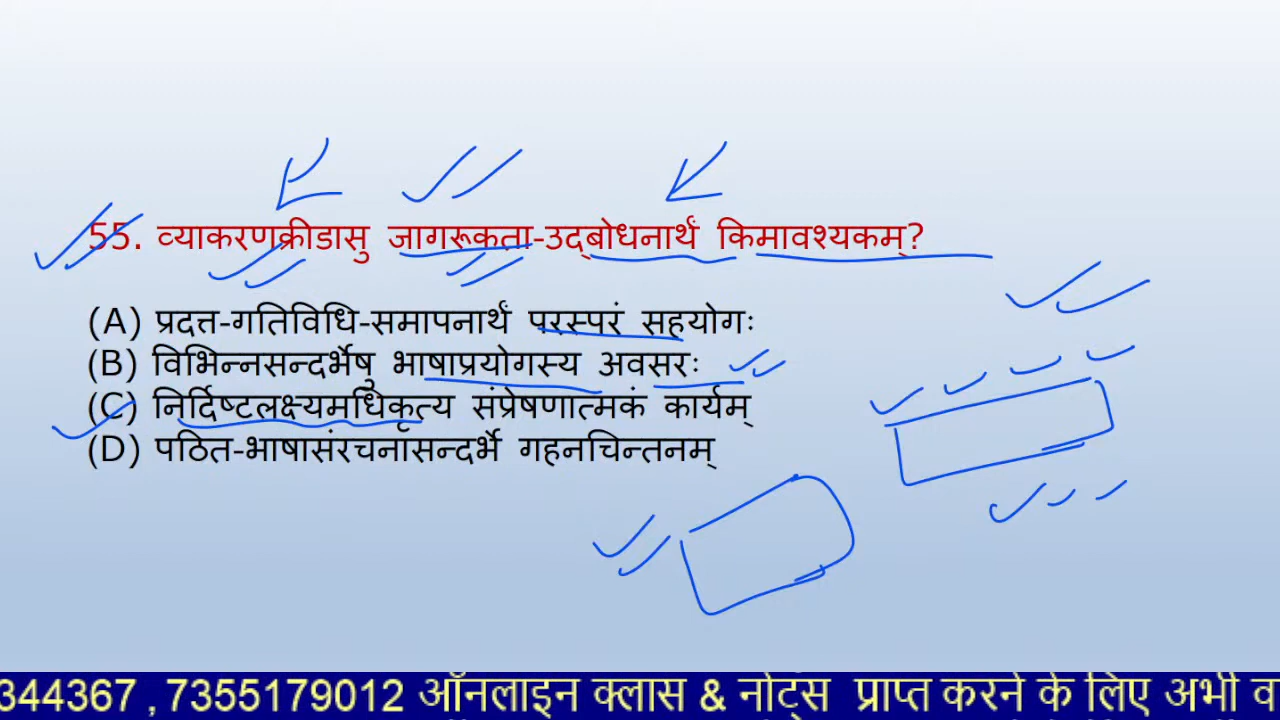 55. व्याकरणक्रीडासु जागरूकता-उद्बोधनार्थं किमावश्यकम्?
(A) प्रदत्त-गतिविधि-समापनार्थं परस्परं सहयोगः
(B) विभिन्नसन्दर्भेषु भाषाप्रयोगस्य अवसरः
(C) निर्दिष्टलक्ष्यमधिकृत्य संप्रेषणात्मकं कार्यम्
(D) पठित-भाषासंरचनासन्दर्भे गहनचिन्तनम्
344367 , 7355179012 ऑनलाइन क्लास & नोट्स प्राप्त करने के लिए अभी व